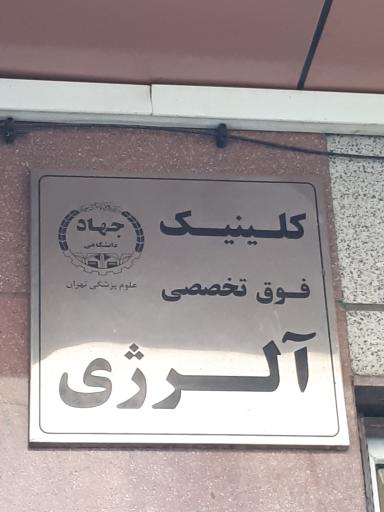 کلینیک
فوق تخصصی
آلرژی
جهاد
دانشگاهی
علوم پزشکی تهران